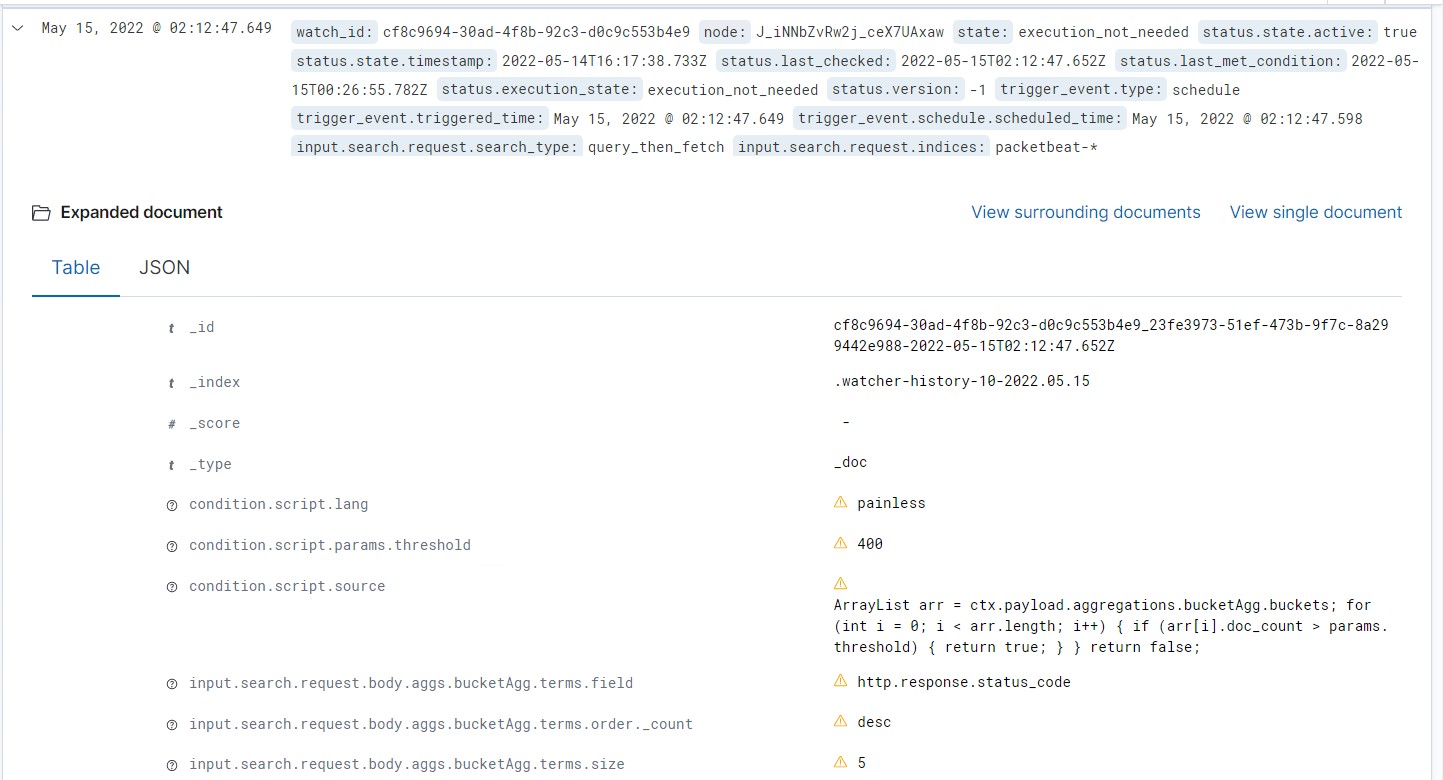 May 15, 2022 @ 02:12:47.649 watch_id: cf8c9694-30ad-4f8b-92c3-d0c9c553b4e9 node: J_iNNbZvRw2j_ceX7UAxaw state: execution_not_needed status.state.active: true
status.state.timestamp: 2022-05-14T16:17:38.733Z status.last_checked: 2022-05-15T02:12:47.652Z status.last_met_condition: 2022-05-
15T00:26:55.782Z status.execution_state: execution_not_needed status.version: -1 trigger_event.type: schedule
trigger_event.triggered_time: May 15, 2022 @ 02:12:47.649 trigger_event.schedule.scheduled_time: May 15, 2022 @ 02:12:47.598
input.search.request.search_type: query_then_fetch input.search.request.indices: packetbeat-*
Expanded document View surrounding documents View single document
Table JSON
t _id cf8c9694-30ad-4f8b-92c3-d0c9c553b4e9_23fe3973-51ef-473b-9f7c-8a29
9442e988-2022-05-15T02:12:47.652Z
t _index .watcher-history-10-2022.05.15
# _score -
t _type _doc
condition.script.lang painless
condition.script.params.threshold 400
condition.script.source
ArrayList arr = ctx.payload.aggregations.bucketAgg.buckets; for
(int i = 0; i < arr.length; i++) { if (arr[i].doc_count > params.
threshold) { return true; } } return false;
input.search.request.body.aggs.bucketAgg.terms.field http.response.status_code
input.search.request.body.aggs.bucketAgg.terms.order._count desc
input.search.request.body.aggs.bucketAgg.terms.size 5